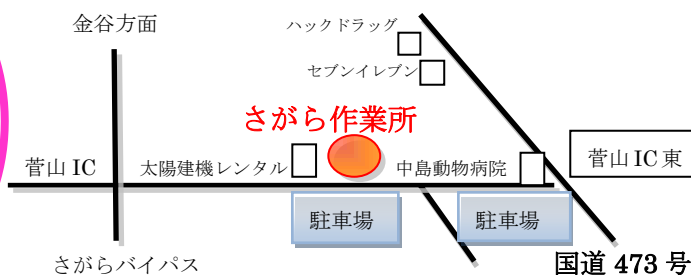 金谷方面
ハックドラッグ
セブンイレブン
さがら作業所
菅山 IC
太陽建機レンタル
中島動物病院
菅山 IC 東
駐車場
駐車場
さがらバイパス
国道 473 号